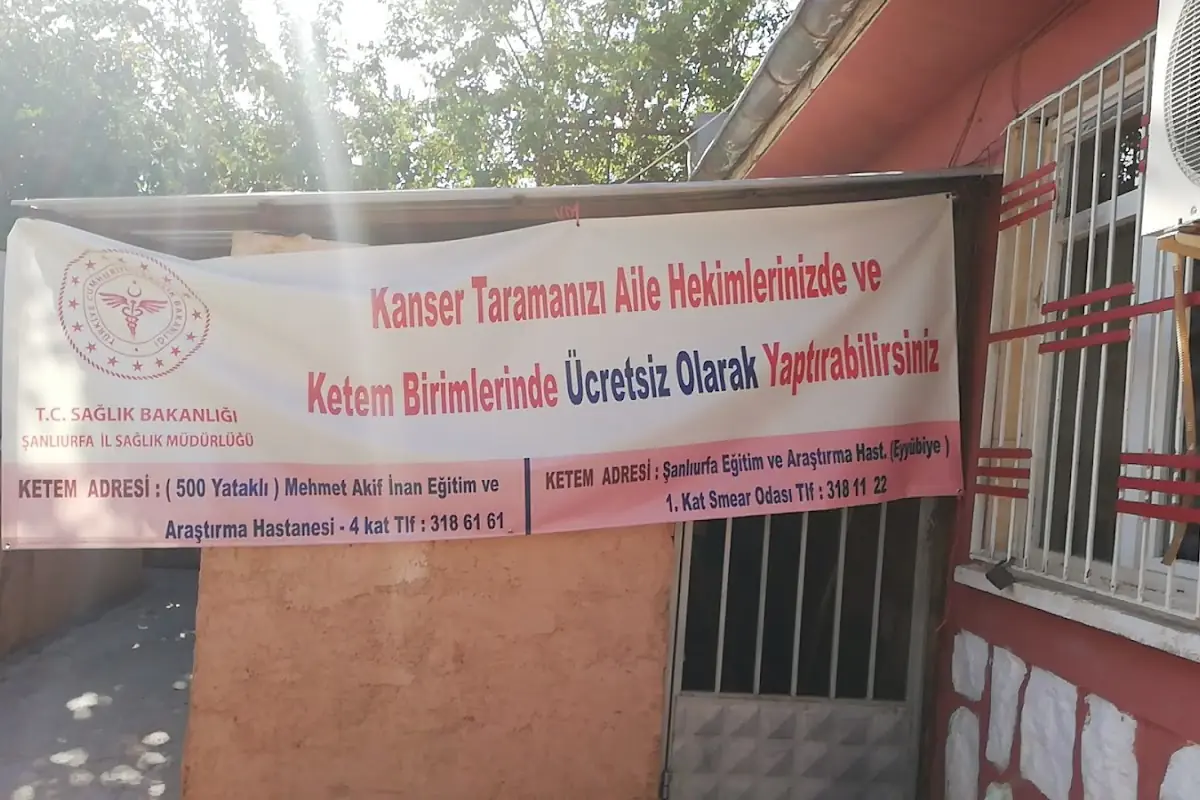 Kanser Taramanızı Aile Hekimlerinizde ve
Ketem Birimlerinde Ücretsiz Olarak Yaptırabilirsiniz
T.C. SAĞLIK BAKANLIĞI
ŞANLIURFA İL SAĞLIK MÜDÜRLÜĞÜ
KETEM ADRESİ : ( 500 Yataklı ) Mehmet Akif İnan Eğitim ve
Araştırma Hastanesi - 4 kat Tlf : 318 61 61
KETEM ADRESİ : Şanlıurfa Eğitim ve Araştırma Hast. (Eyyübiye )
1. Kat Smear Odası Tlf : 318 11 22